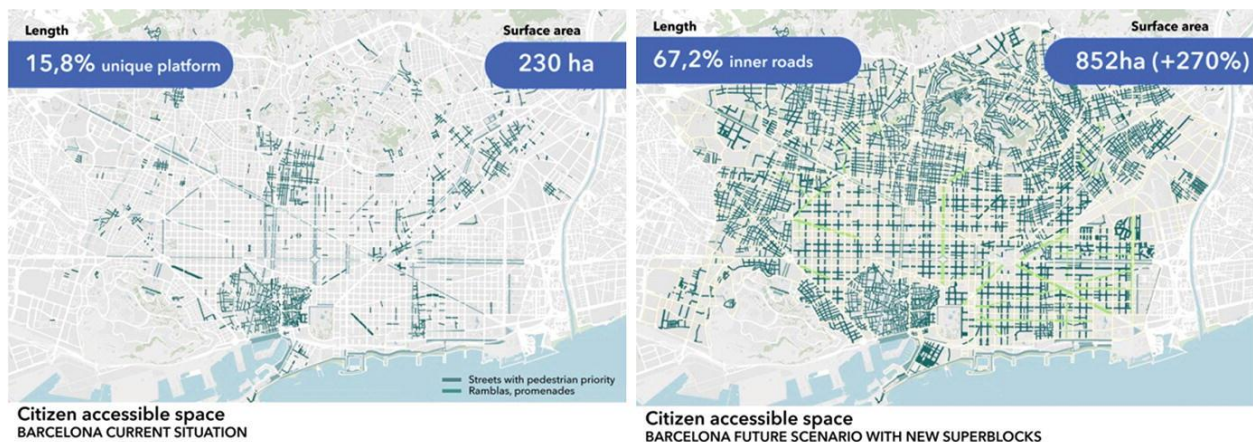 Length
Surface area
15,8% unique platform
230 ha
Streets with pedestrian priority
Ramblas, promenades
Citizen accessible space
BARCELONA CURRENT SITUATION
Length
Surface area
67,2% inner roads
852ha (+270%)
Citizen accessible space
BARCELONA FUTURE SCENARIO WITH NEW SUPERBLOCKS